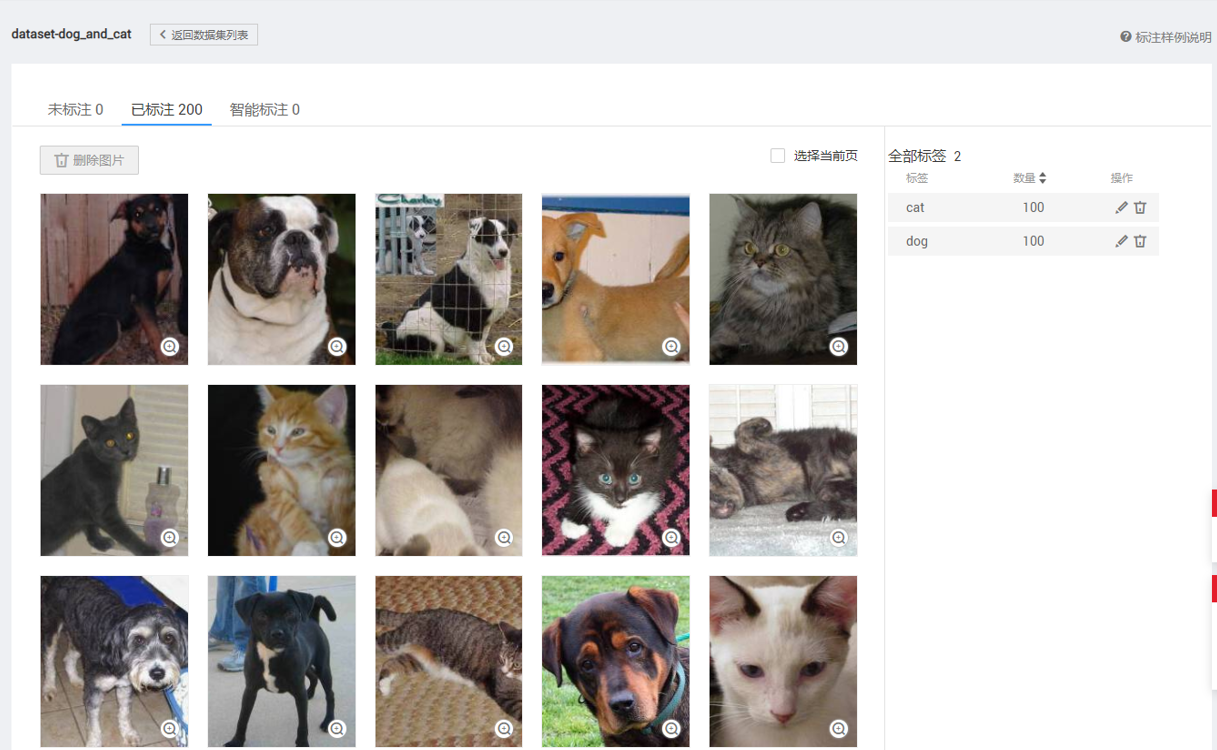 dataset-dog_and_cat
返回数据集列表
标注样例说明
未标注 0
已标注 200
智能标注 0
删除图片
选择当前页
全部标签 2
标签 数量 操作
cat 100
dog 100
Charley